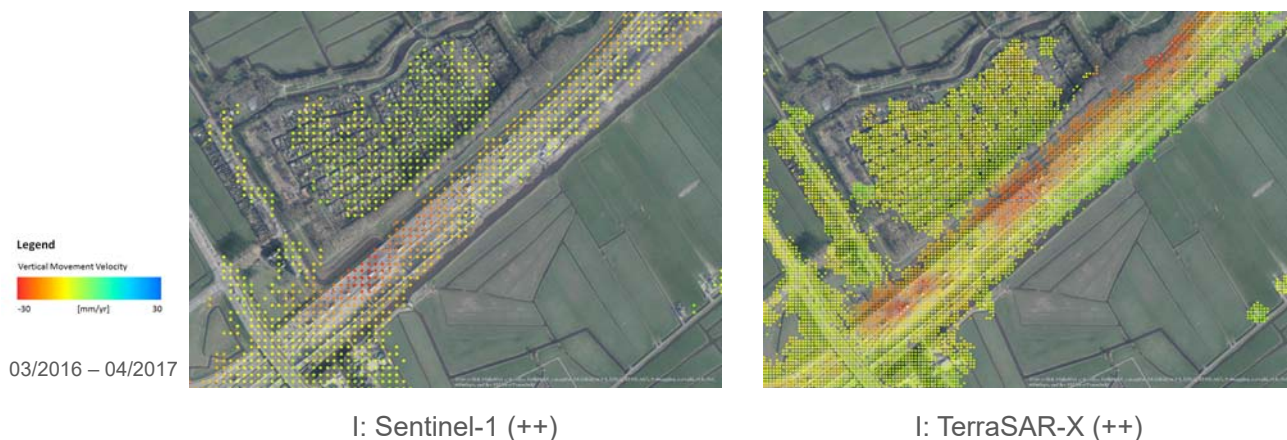 Legend
Vertical Movement Velocity
-30 [mm/yr] 30
03/2016 – 04/2017
I: Sentinel-1 (++)
I: TerraSAR-X (++)